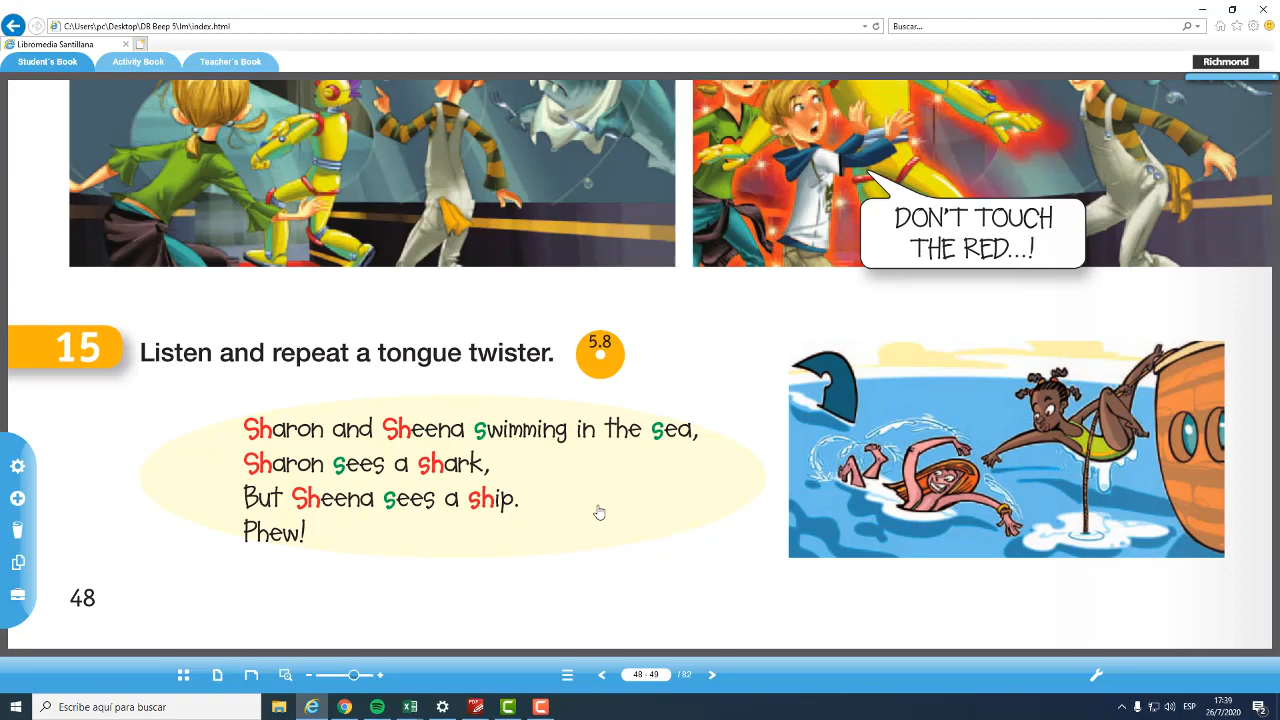 C:\Users\pc\Desktop\DB Beep 5\lm\index.html
Buscar...
Libromedia Santillana
Student´s Book
Activity Book
Teacher´s Book
Richmond
DON'T TOUCH
THE RED...!
15
Listen and repeat a tongue twister.
5.8
Sharon and Sheena swimming in the sea,
Sharon sees a shark,
But Sheena sees a ship.
Phew!
48
48 - 49
/ 82
Escribe aquí para buscar
ESP
17:39
26/7/2020
2